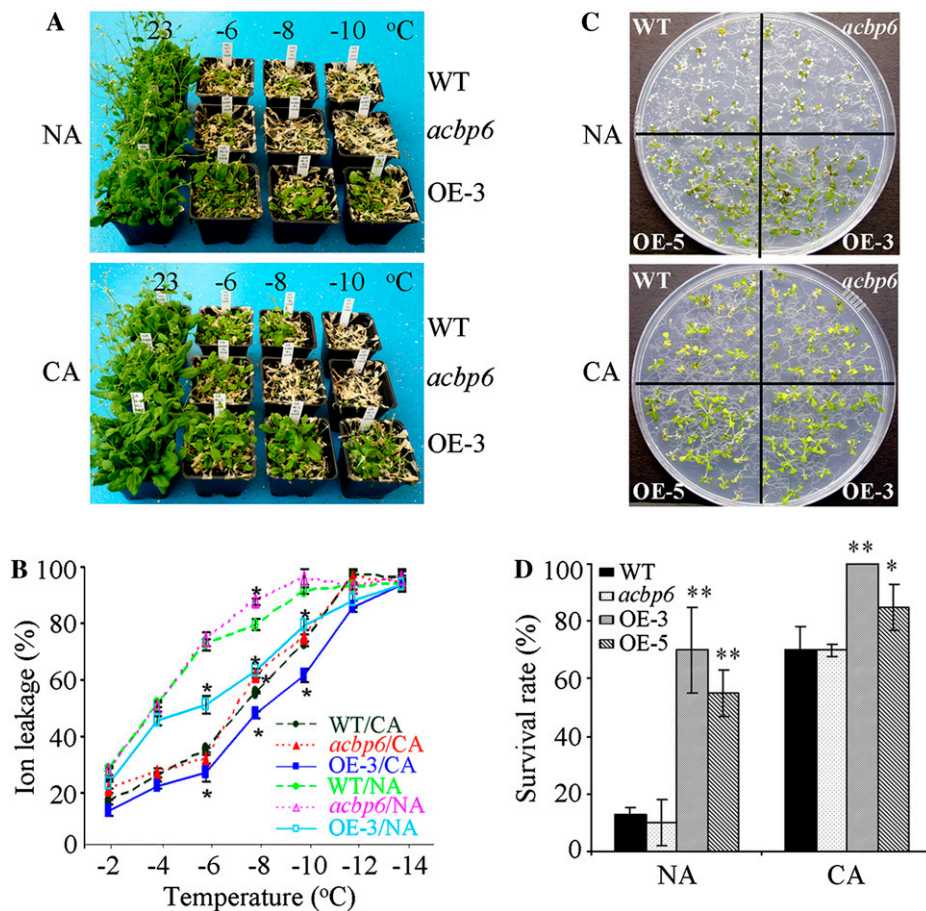 A
23 -6 -8 -10 °C
WT
NA
acbp6
OE-3
23 -6 -8 -10 °C
WT
CA
acbp6
OE-3
C
WT acbp6
NA
OE-5 OE-3
WT acbp6
CA
OE-5 OE-3
B
Ion leakage (%)
100
80
60
40
20
0
* * * * * * * * *
WT/CA
acbp6/CA
OE-3/CA
WT/NA
acbp6/NA
OE-3/NA
-2 -4 -6 -8 -10 -12 -14
Temperature (°C)
D
Survival rate (%)
100
80
60
40
20
0
WT
acbp6
OE-3
OE-5
** ** ** *
NA CA